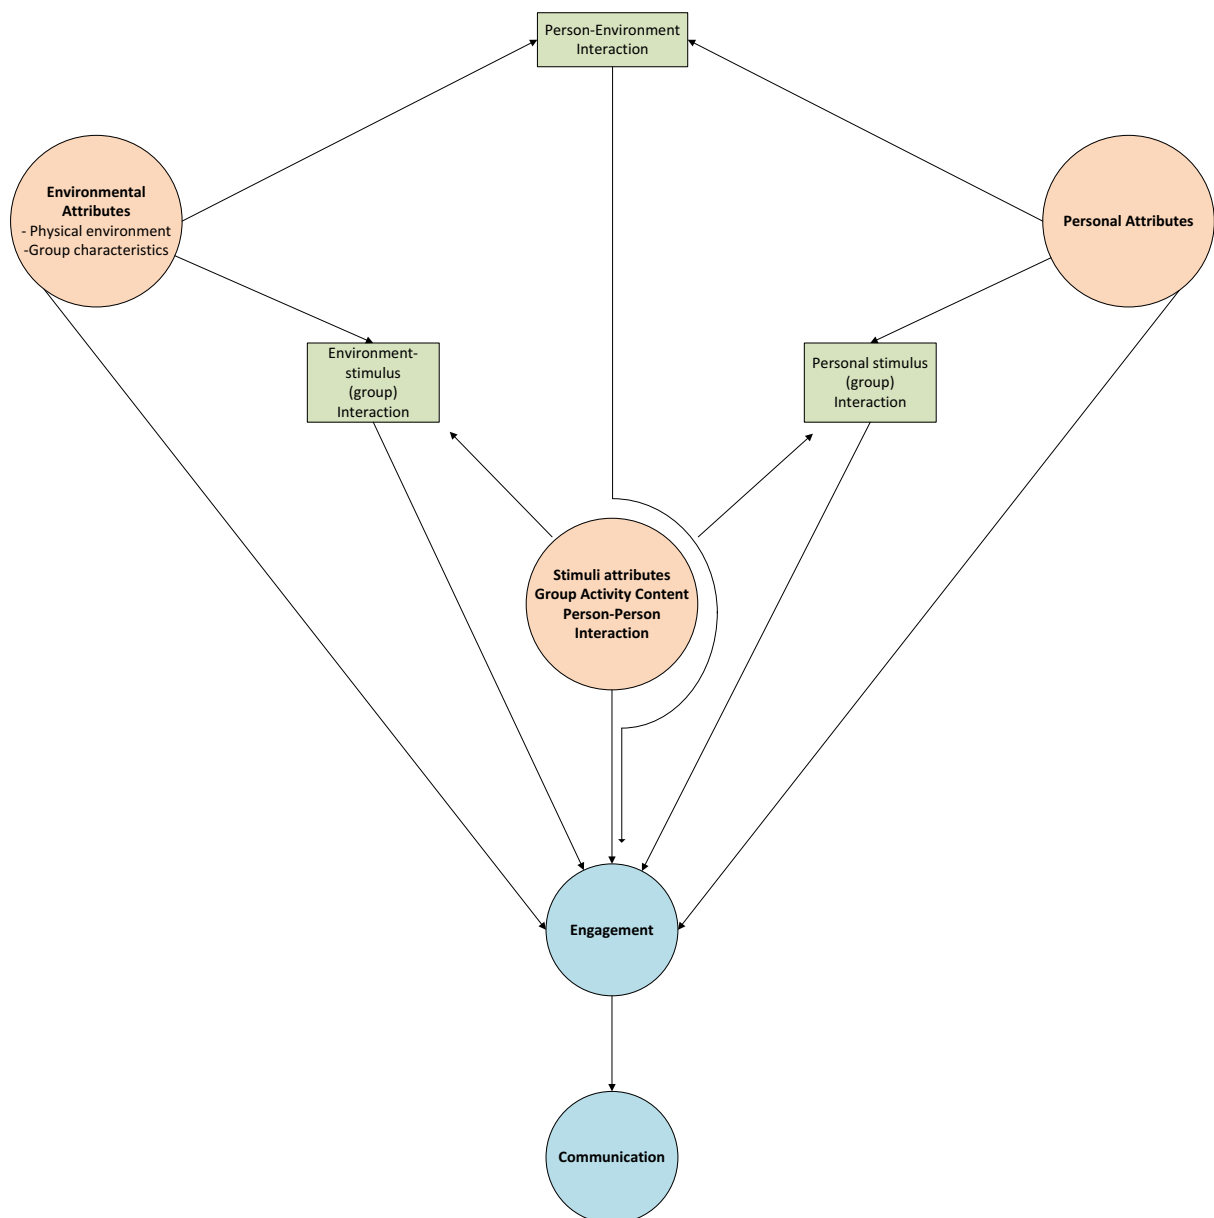 Person-Environment
Interaction
Environmental
Attributes
- Physical environment
-Group characteristics
Personal Attributes
Environment-
stimulus
(group)
Interaction
Personal stimulus
(group)
Interaction
Stimuli attributes
Group Activity Content
Person-Person
Interaction
Engagement
Communication